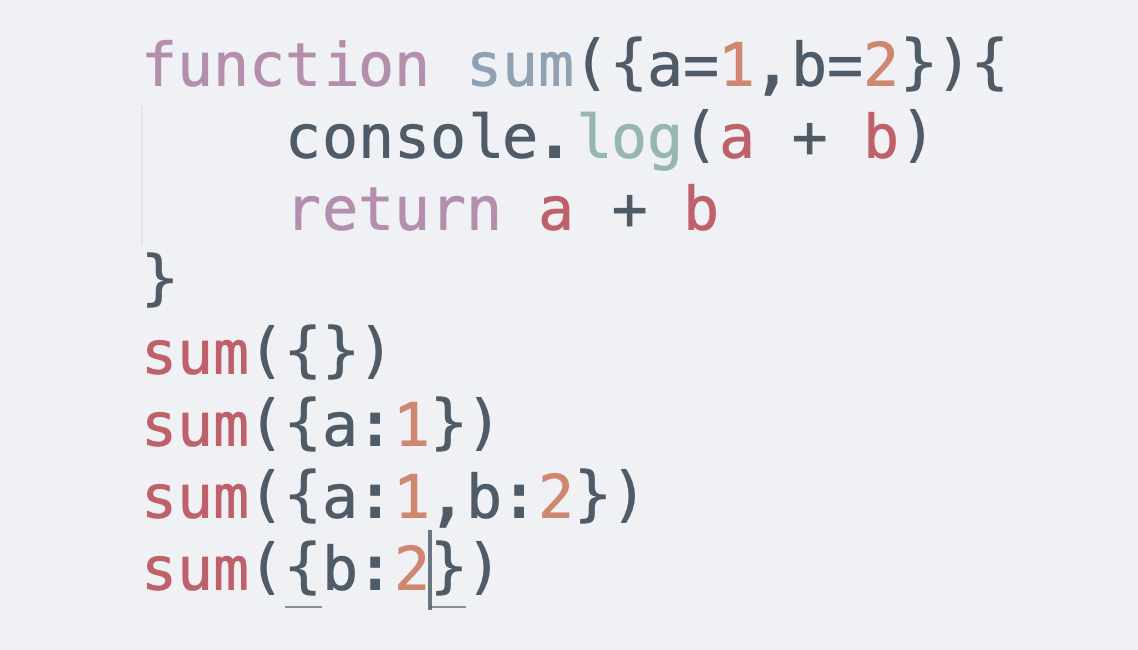 function sum({a=1,b=2}){
    console.log(a + b)
    return a + b
}
sum({})
sum({a:1})
sum({a:1,b:2})
sum({b:2})